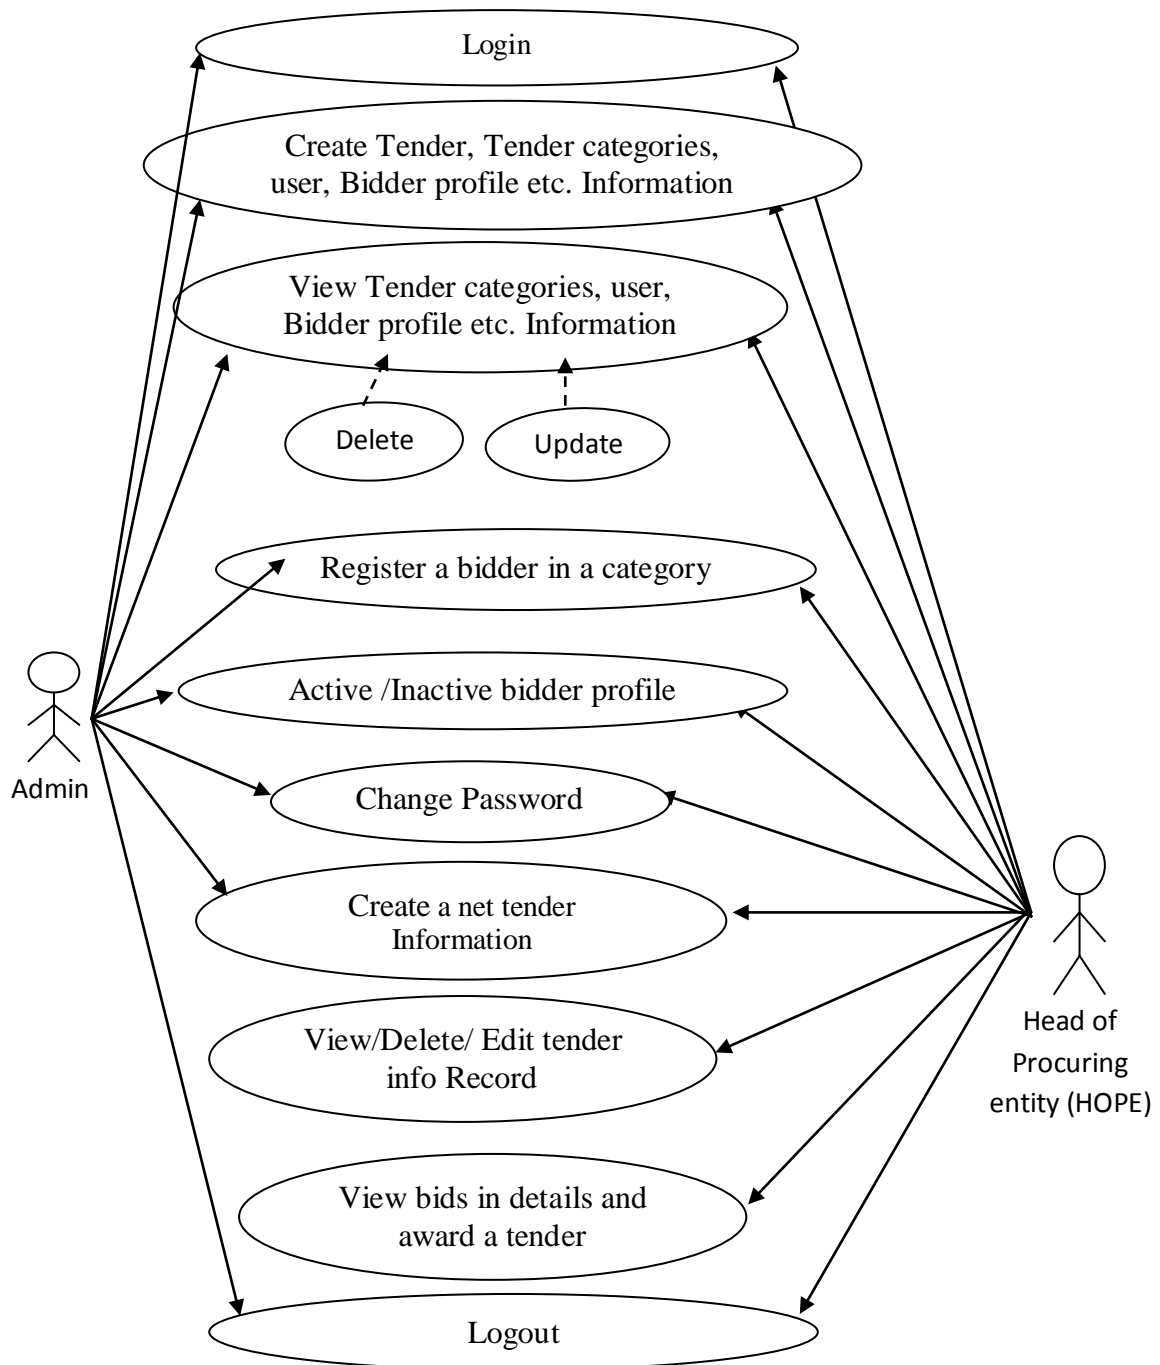 Login
Create Tender, Tender categories,
user, Bidder profile etc. Information
View Tender categories, user,
Bidder profile etc. Information
Delete
Update
Register a bidder in a category
Active /Inactive bidder profile
Admin
Change Password
Create a net tender
Information
View/Delete/ Edit tender
info Record
Head of
Procuring
entity (HOPE)
View bids in details and
award a tender
Logout